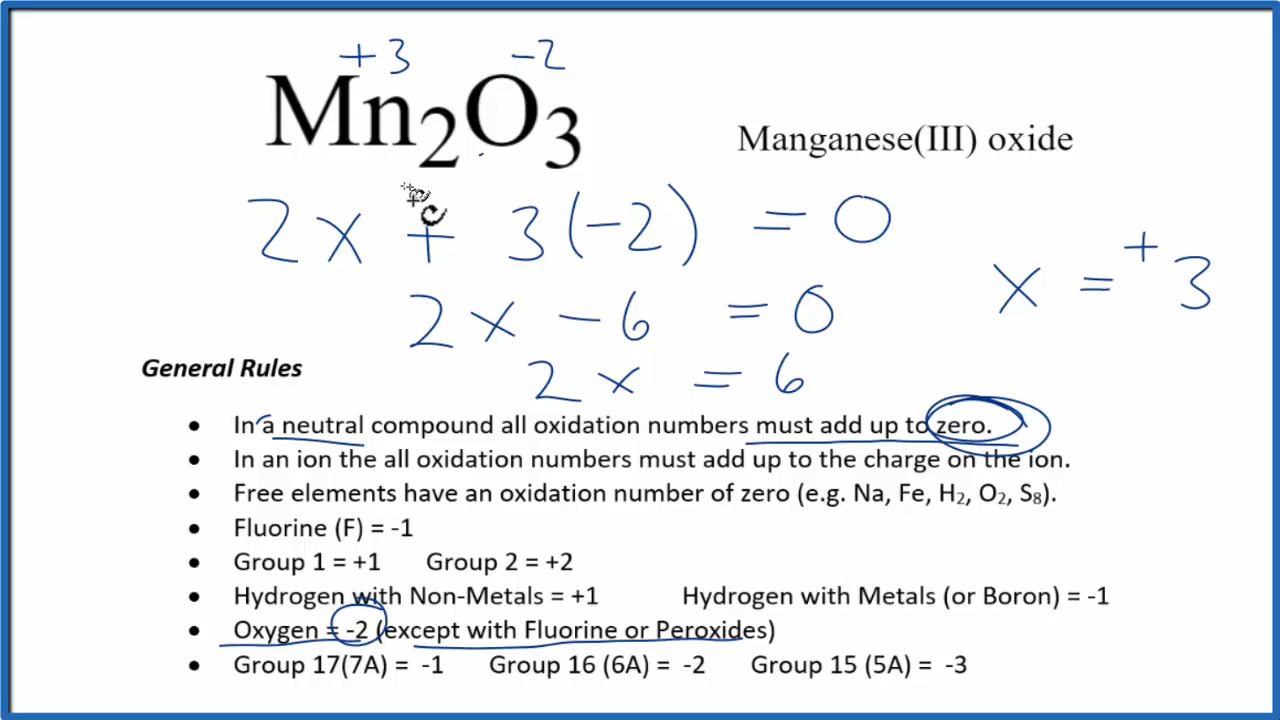 +3 -2
Mn₂O₃
Manganese(III) oxide
2x + 3(-2) = 0
x = +3
2x - 6 = 0
2x = 6
General Rules
• In a neutral compound all oxidation numbers must add up to zero.
• In an ion the all oxidation numbers must add up to the charge on the ion.
• Free elements have an oxidation number of zero (e.g. Na, Fe, H₂, O₂, S₈).
• Fluorine (F) = -1
• Group 1 = +1 Group 2 = +2
• Hydrogen with Non-Metals = +1 Hydrogen with Metals (or Boron) = -1
• Oxygen = -2 (except with Fluorine or Peroxides)
• Group 17(7A) = -1 Group 16 (6A) = -2 Group 15 (5A) = -3